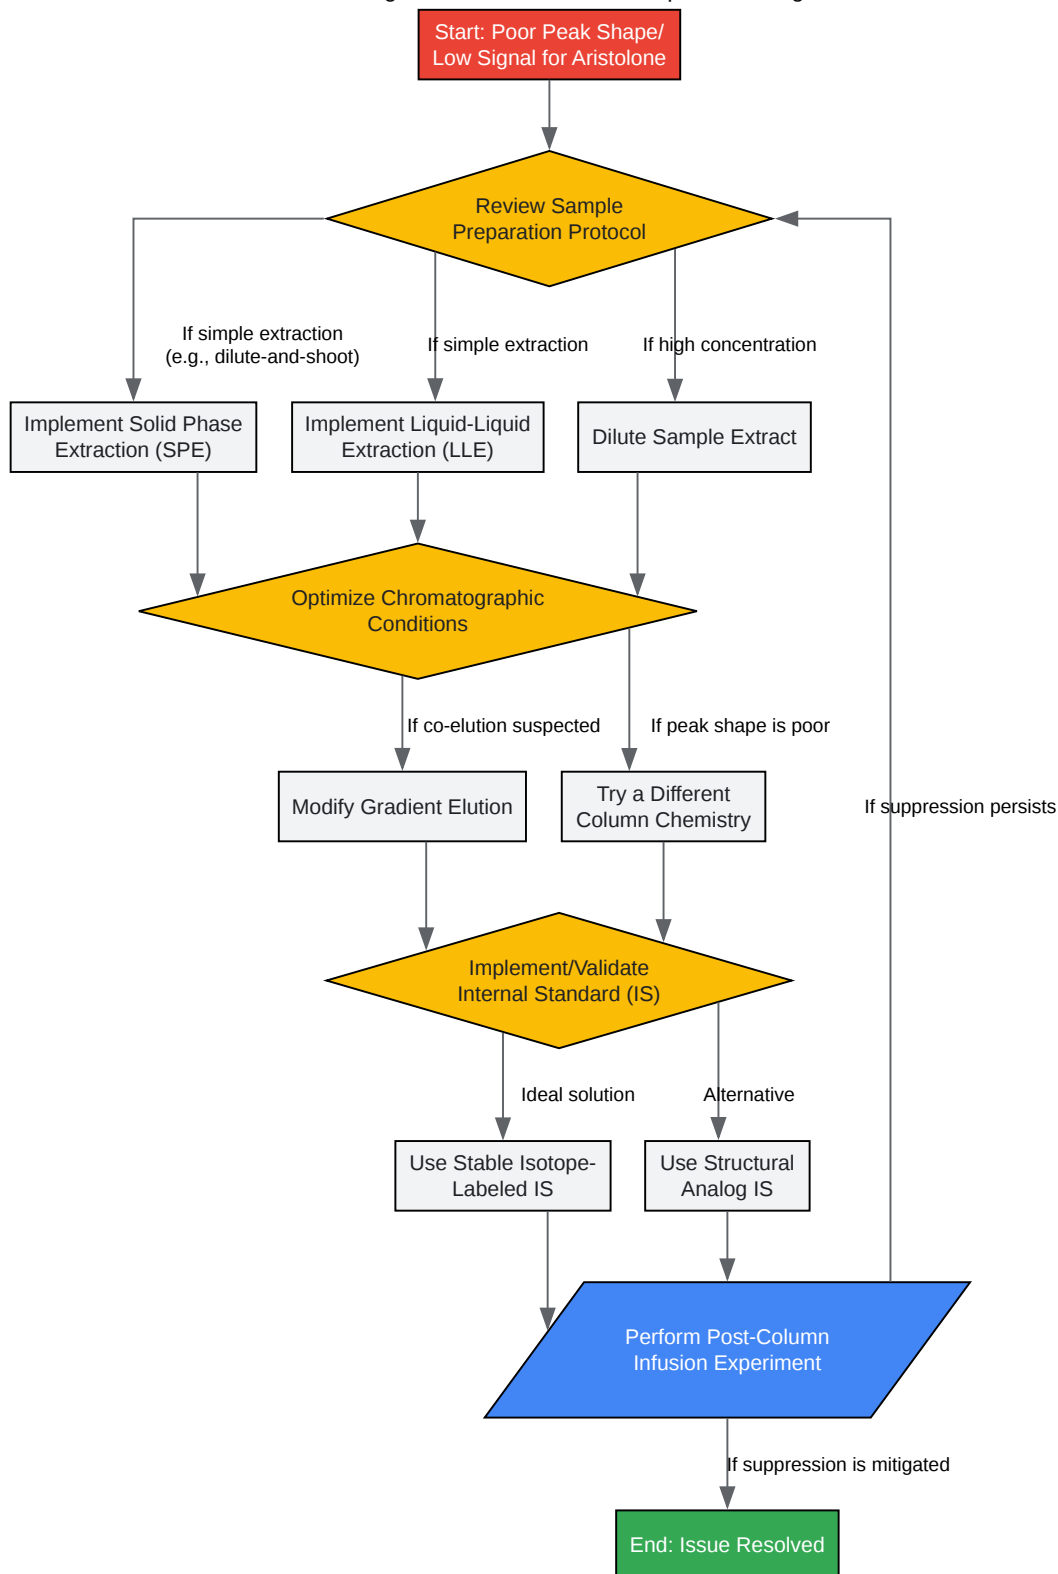 Start: Poor Peak Shape/
Low Signal for Aristolone
Review Sample
Preparation Protocol
If simple extraction
(e.g., dilute-and-shoot)
If simple extraction
If high concentration
Implement Solid Phase
Extraction (SPE)
Implement Liquid-Liquid
Extraction (LLE)
Dilute Sample Extract
Optimize Chromatographic
Conditions
If co-elution suspected
If peak shape is poor
Modify Gradient Elution
Try a Different
Column Chemistry
If suppression persists
Implement/Validate
Internal Standard (IS)
Ideal solution
Alternative
Use Stable Isotope-
Labeled IS
Use Structural
Analog IS
Perform Post-Column
Infusion Experiment
If suppression is mitigated
End: Issue Resolved